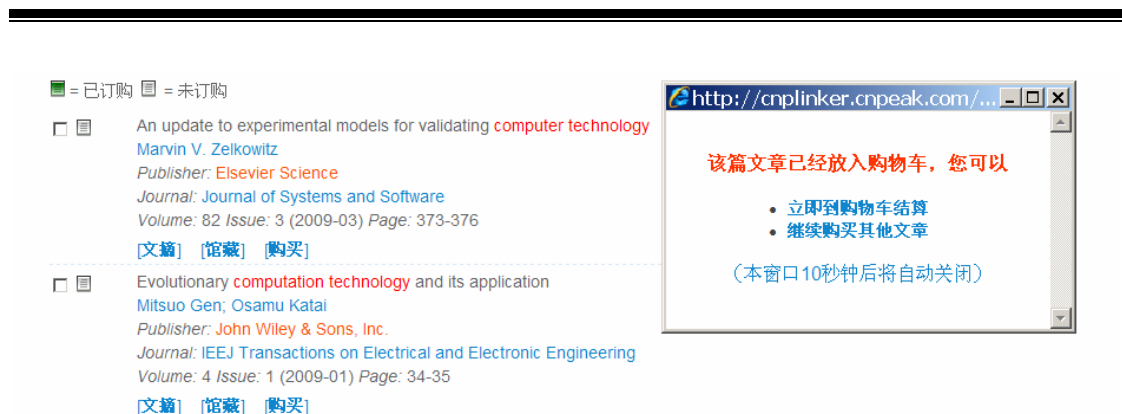 = 已订购 = 未订购
An update to experimental models for validating computer technology
Marvin V. Zelkowitz
Publisher: Elsevier Science
Journal: Journal of Systems and Software
Volume: 82 Issue: 3 (2009-03) Page: 373-376
[文摘] [馆藏] [购买]
Evolutionary computation technology and its application
Mitsuo Gen; Osamu Katai
Publisher: John Wiley & Sons, Inc.
Journal: IEEJ Transactions on Electrical and Electronic Engineering
Volume: 4 Issue: 1 (2009-01) Page: 34-35
[文摘] [馆藏] [购买]
http://cnplinker.cnpeak.com/...
该篇文章已经放入购物车，您可以
• 立即到购物车结算
• 继续购买其他文章
（本窗口10秒钟后将自动关闭）